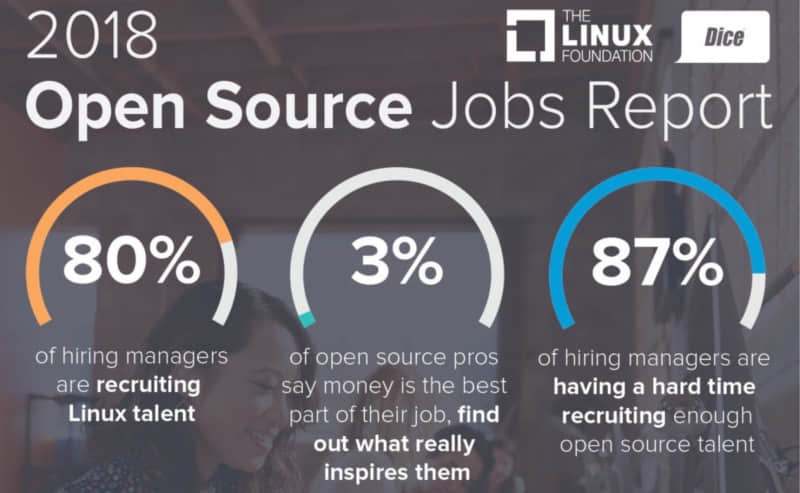 2018
THE
LINUX
FOUNDATION
Dice
Open Source Jobs Report
80%
of hiring managers
are recruiting
Linux talent
3%
of open source pros
say money is the best
part of their job, find
out what really
inspires them
87%
of hiring managers are
having a hard time
recruiting enough
open source talent